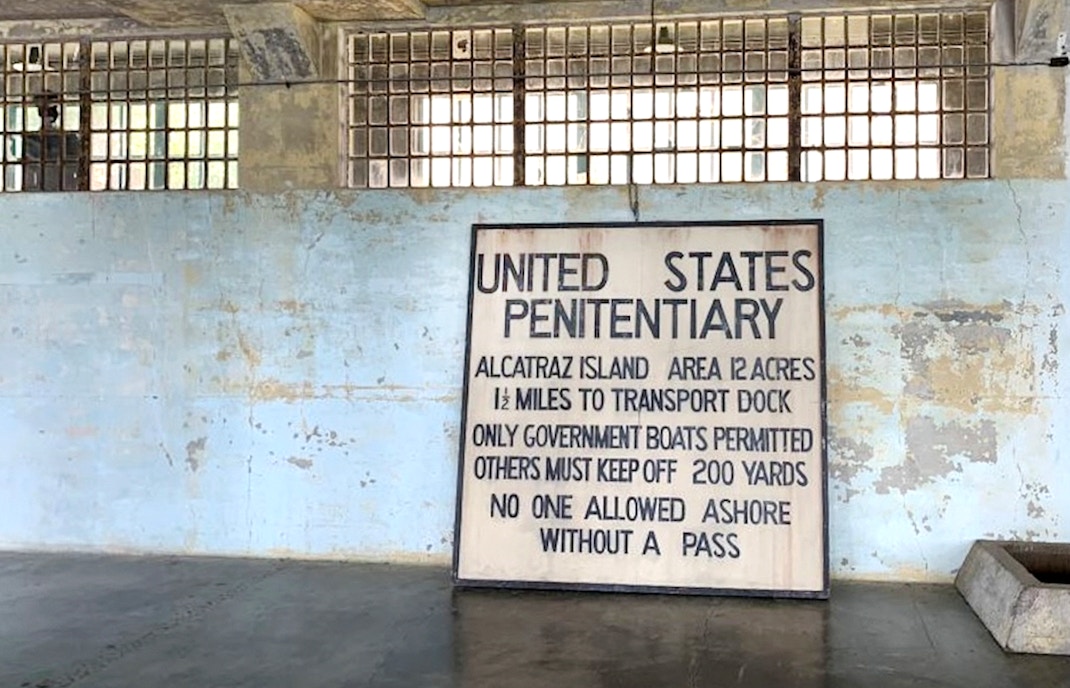 UNITED STATES
PENITENTIARY
ALCATRAZ ISLAND AREA 12 ACRES
1½ MILES TO TRANSPORT DOCK
ONLY GOVERNMENT BOATS PERMITTED
OTHERS MUST KEEP OFF 200 YARDS
NO ONE ALLOWED ASHORE
WITHOUT A PASS